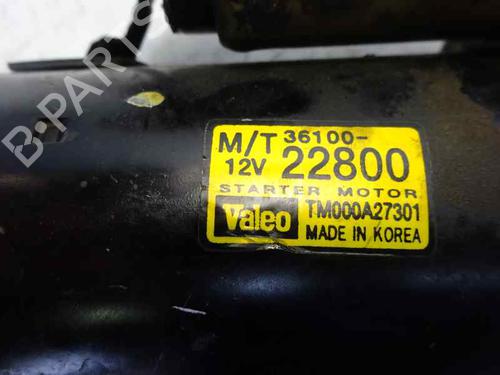 B-PARTS
M/T 36100-
12V 22800
STARTER MOTOR
Valeo TM000A27301
MADE IN KOREA